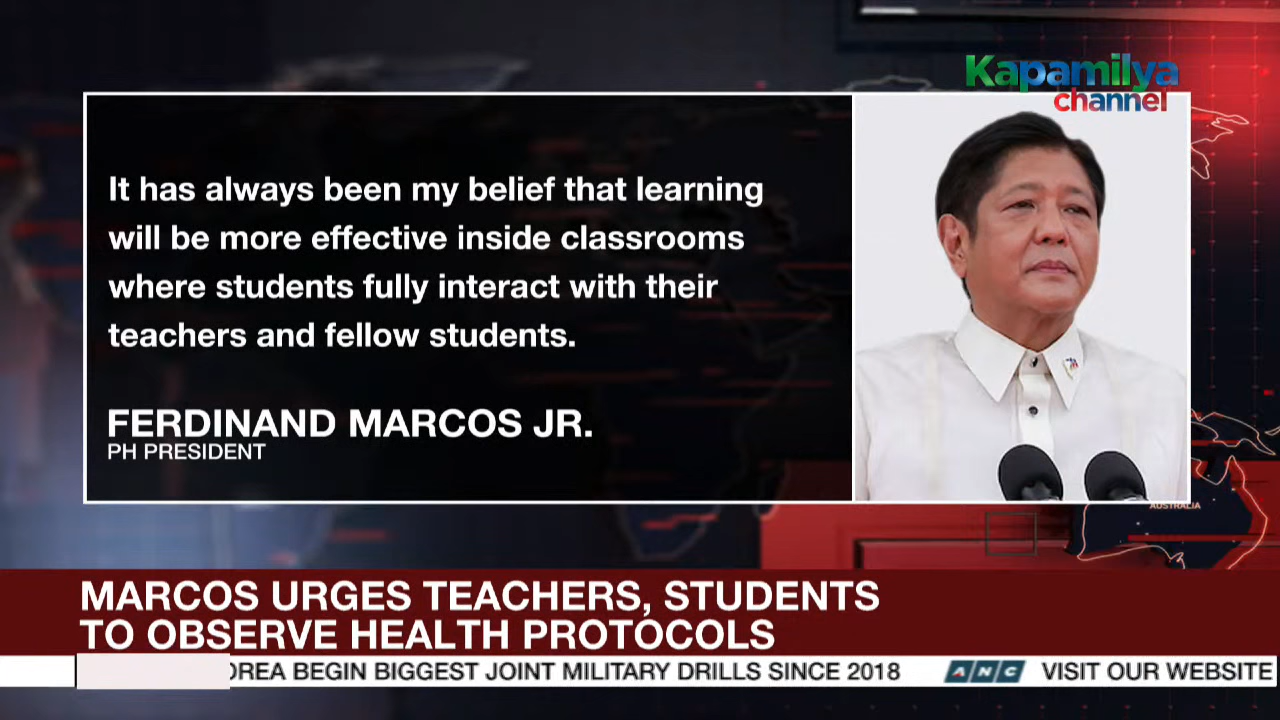 Kapamilya
channel
It has always been my belief that learning
will be more effective inside classrooms
where students fully interact with their
teachers and fellow students.
FERDINAND MARCOS JR.
PH PRESIDENT
AUSTRALIA
MARCOS URGES TEACHERS, STUDENTS
TO OBSERVE HEALTH PROTOCOLS
BEGIN BIGGEST JOINT MILITARY DRILLS SINCE 2018 ANC VISIT OUR WEBSITE